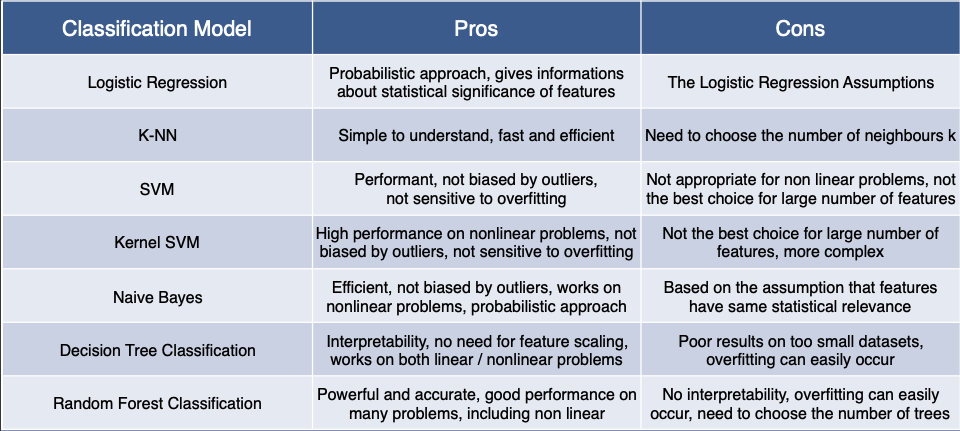 Classification Model
Pros
Cons
Logistic Regression
Probabilistic approach, gives informations
about statistical significance of features
The Logistic Regression Assumptions
K-NN
Simple to understand, fast and efficient
Need to choose the number of neighbours k
SVM
Performant, not biased by outliers,
not sensitive to overfitting
Not appropriate for non linear problems, not
the best choice for large number of features
Kernel SVM
High performance on nonlinear problems, not
biased by outliers, not sensitive to overfitting
Not the best choice for large number of
features, more complex
Naive Bayes
Efficient, not biased by outliers, works on
nonlinear problems, probabilistic approach
Based on the assumption that features
have same statistical relevance
Decision Tree Classification
Interpretability, no need for feature scaling,
works on both linear / nonlinear problems
Poor results on too small datasets,
overfitting can easily occur
Random Forest Classification
Powerful and accurate, good performance on
many problems, including non linear
No interpretability, overfitting can easily
occur, need to choose the number of trees